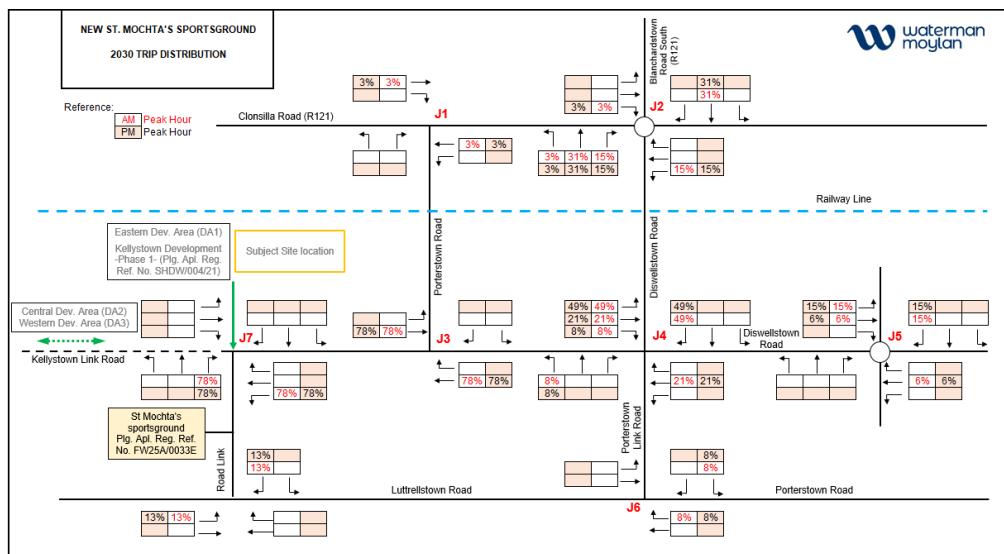 NEW ST. MOCHTA'S SPORTSGROUND
2030 TRIP DISTRIBUTION
waterman
moylan
Reference:
AM Peak Hour
PM Peak Hour
Blanchardstown
Road South
(R121)
3% 3%
31%
31%
3% 3%
J1
J2
Clonsilla Road (R121)
3% 3%
3% 31% 15%
3% 31% 15%
15% 15%
Railway Line
Eastern Dev. Area (DA1)
Kellystown Development
-Phase 1- (Plg. Apl. Reg.
Ref. No. SHDW/004/21)
Subject Site location
Porterstown Road
Diswellstown Road
Central Dev. Area (DA2)
Western Dev. Area (DA3)
78% 78%
49% 49%
21% 21%
8% 8%
49%
49%
15% 15%
6% 6%
15%
15%
Diswellstown
Road
J7
J3
J4
J5
Kellystown Link Road
78%
78%
78% 78%
78% 78%
8%
8%
21% 21%
6% 6%
St Mochta's
sportsground
Plg. Apl. Reg. Ref.
No. FW25A/0033E
Road Link
Porterstown
Link Road
13%
13%
8%
8%
Luttrellstown Road
Porterstown Road
J6
13% 13%
8% 8%